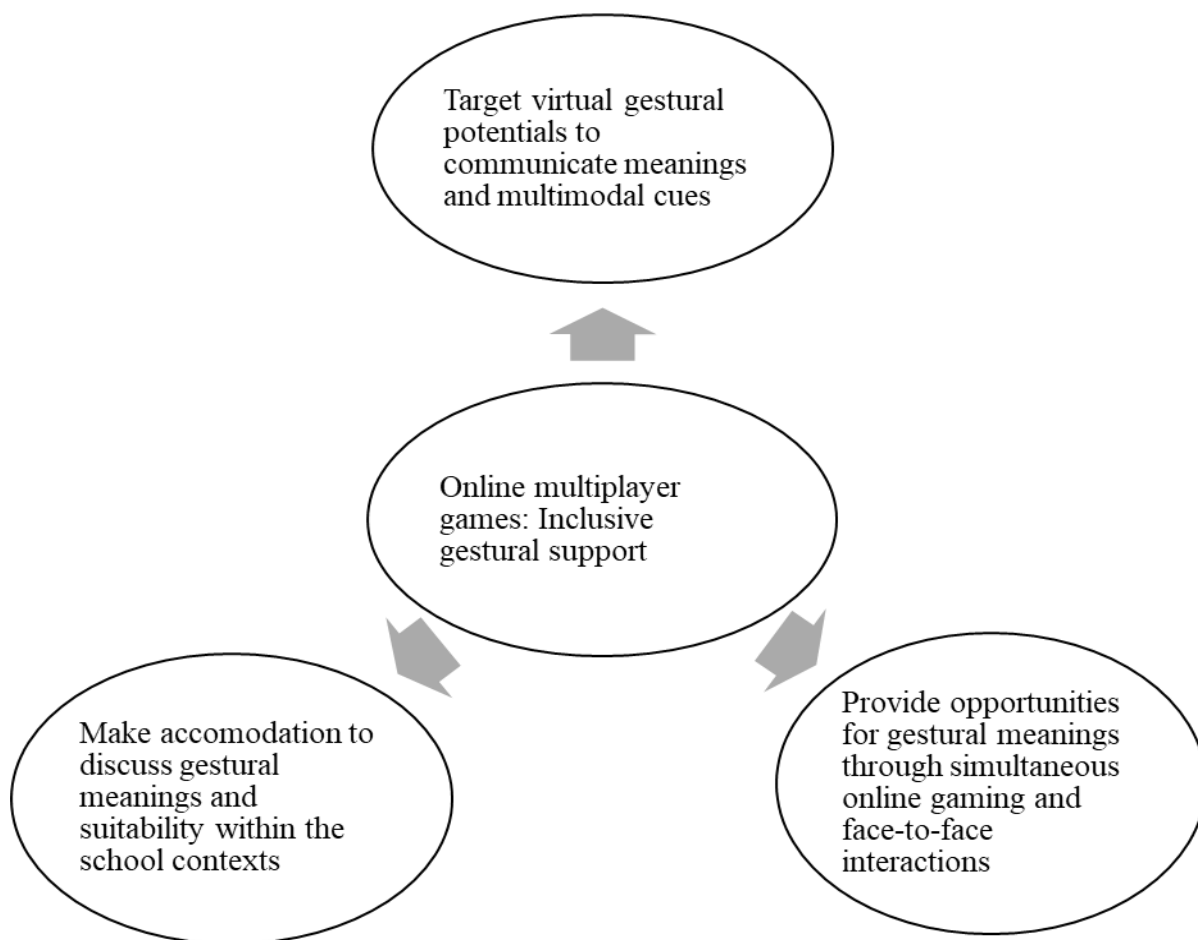 Target virtual gestural
potentials to
communicate meanings
and multimodal cues
Online multiplayer
games: Inclusive
gestural support
Make accomodation to
discuss gestural
meanings and
suitability within the
school contexts
Provide opportunities
for gestural meanings
through simultaneous
online gaming and
face-to-face
interactions